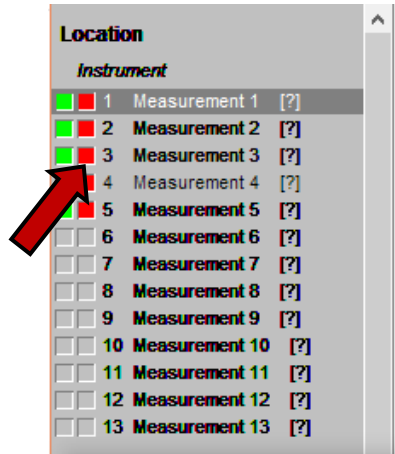 Location
Instrument
1 Measurement 1 [?]
2 Measurement 2 [?]
3 Measurement 3 [?]
4 Measurement 4 [?]
5 Measurement 5 [?]
6 Measurement 6 [?]
7 Measurement 7 [?]
8 Measurement 8 [?]
9 Measurement 9 [?]
10 Measurement 10 [?]
11 Measurement 11 [?]
12 Measurement 12 [?]
13 Measurement 13 [?]